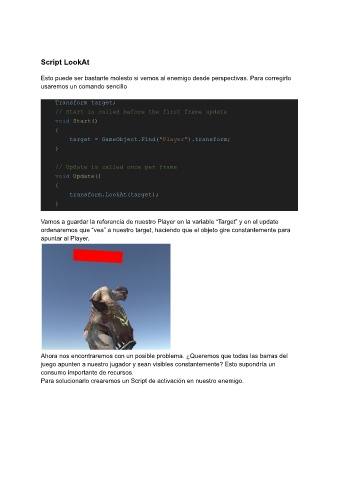 Script LookAt
Esto puede ser bastante molesto si vemos al enemigo desde perspectivas. Para corregirlo
usaremos un comando sencillo
Transform target;
// Start is called before the first frame update
void Start()
{
target = GameObject.Find("Player").transform;
}
// Update is called once per frame
void Update()
{
transform.LookAt(target);
}
Vamos a guardar la referencia de nuestro Player en la variable “Target” y en el update
ordenaremos que “vea” a nuestro target, haciendo que el objeto gire constantemente para
apuntar al Player.
Ahora nos encontraremos con un posible problema. ¿Queremos que todas las barras del
juego apunten a nuestro jugador y sean visibles constantemente? Esto supondría un
consumo importante de recursos.
Para solucionarlo crearemos un Script de activación en nuestro enemigo.